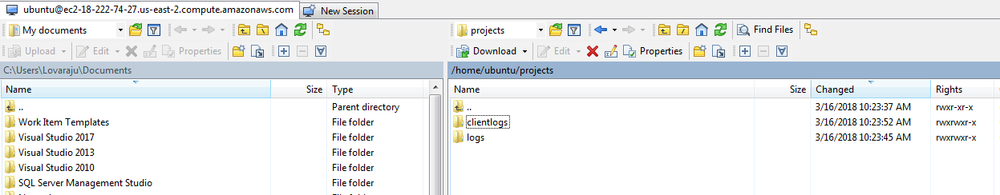 ubuntu@ec2-18-222-74-27.us-east-2.compute.amazonaws.com New Session
My documents
projects Find Files
Upload Edit Properties
Download Edit Properties
C:\Users\Lovaraju\Documents
/home/ubuntu/projects
Name Size Type
Name Size Changed Rights
.. Parent directory
Work Item Templates File folder
Visual Studio 2017 File folder
Visual Studio 2013 File folder
Visual Studio 2010 File folder
SQL Server Management Studio File folder
.. 3/16/2018 10:23:37 AM rwxr-xr-x
clientlogs 3/16/2018 10:23:52 AM rwxrwxr-x
logs 3/16/2018 10:23:45 AM rwxrwxr-x